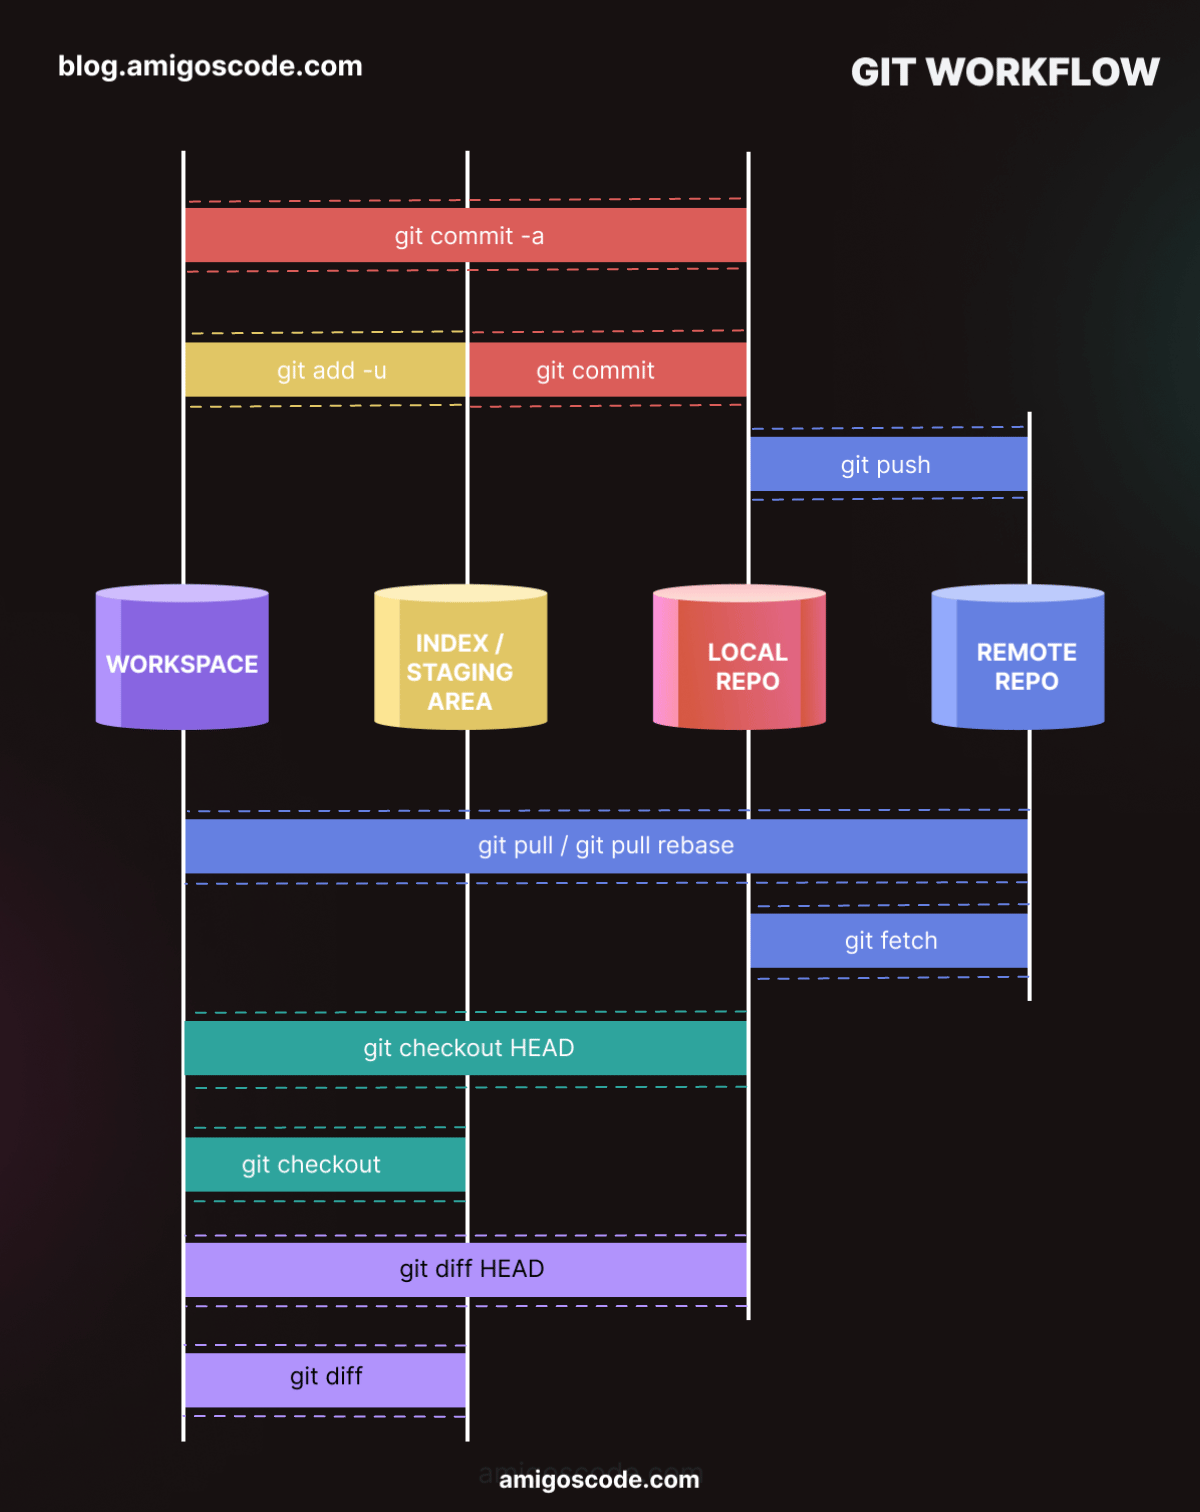 blog.amigoscode.com
GIT WORKFLOW
git commit -a
git add -u
git commit
git push
WORKSPACE
INDEX /
STAGING
AREA
LOCAL
REPO
REMOTE
REPO
git pull / git pull rebase
git fetch
git checkout HEAD
git checkout
git diff HEAD
git diff
amigoscode.com
amigoscode.com